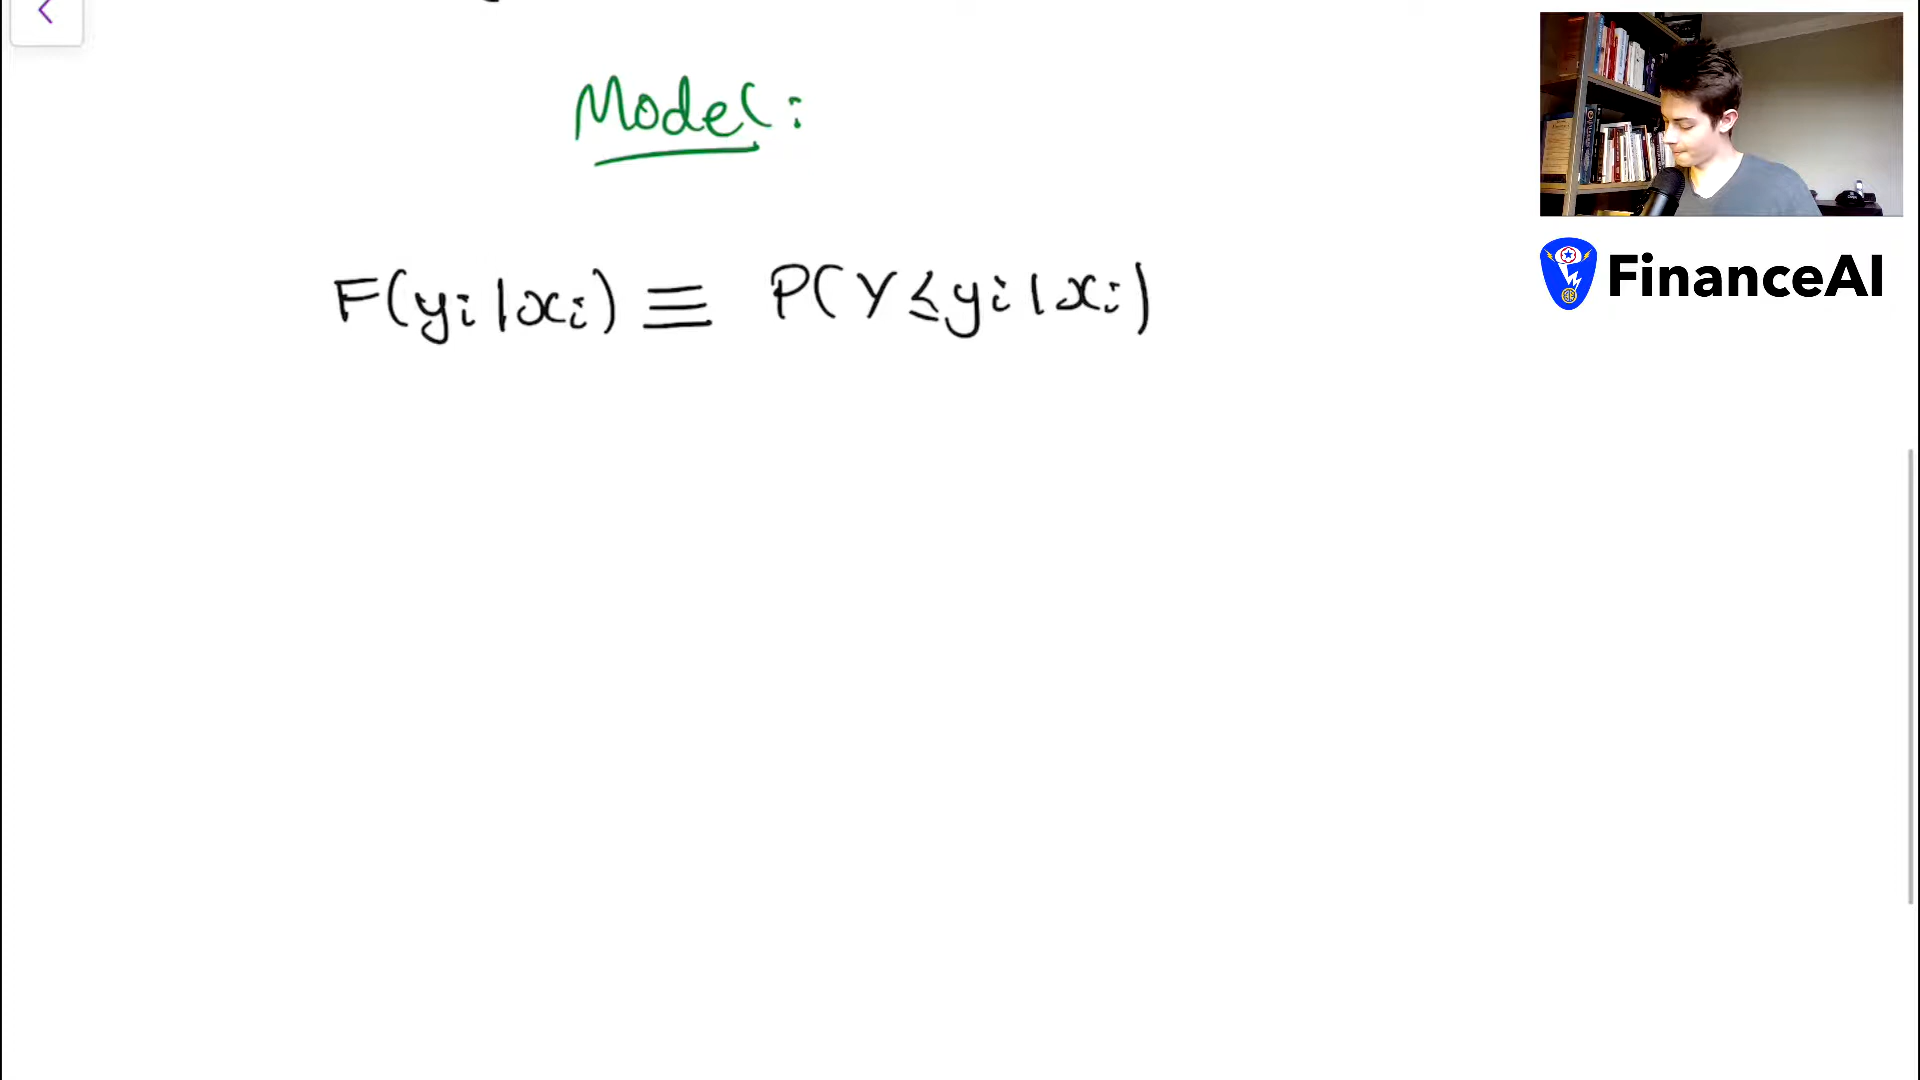 Model:
F(yi|xi) ≡ P(Y≤yi|xi)
FinanceAI